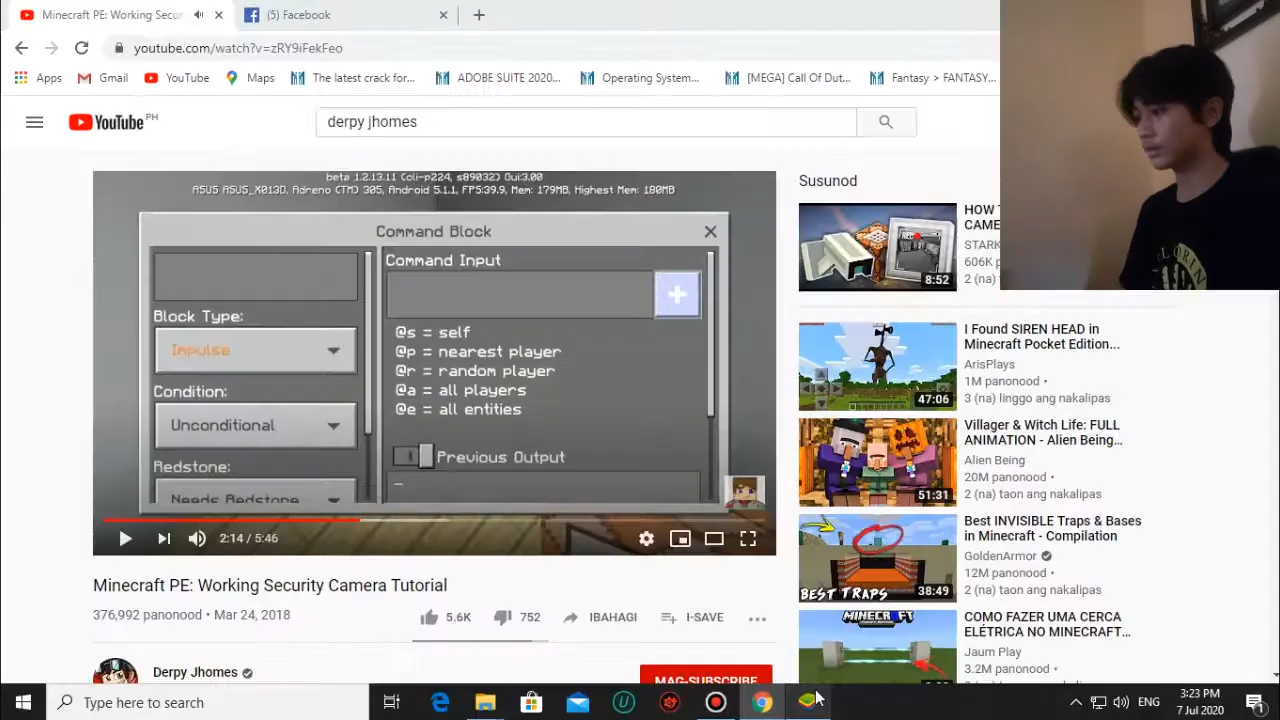 Minecraft PE: Working Secur
(5) Facebook
youtube.com/watch?v=zRY9iFekFeo
Apps
Gmail
YouTube
Maps
The latest crack for...
ADOBE SUITE 2020...
Operating System...
[MEGA] Call Of Dut...
Fantasy > FANTASY...
YouTube PH
derpy jhomes
beta 1.2.13.11 (cli-p224, s89032) Gui:3.00
ASUS ASUS_X013D, Adreno (TM) 305, Android 5.1.1, FPS:39.9, Mem: 179MB, Highest Mem: 180MB
Command Block
Command Input
Block Type:
Impulse
Condition:
Unconditional
Redstone:
Needs Redstone
@s = self
@p = nearest player
@r = random player
@a = all players
@e = all entities
Previous Output
-
2:14 / 5:46
Minecraft PE: Working Security Camera Tutorial
376,992 panonood • Mar 24, 2018
5.6K
752
IBAHAGI
I-SAVE
Derpy Jhomes
MAG-SUBSCRIBE
Susunod
HOW
CAME
STARK
606K
2 (na)
8:52
I Found SIREN HEAD in
Minecraft Pocket Edition...
ArisPlays
1M panonood •
3 (na) linggo ang nakalipas
47:06
Villager & Witch Life: FULL
ANIMATION - Alien Being...
Alien Being
20M panonood •
2 (na) taon ang nakalipas
51:31
Best INVISIBLE Traps & Bases
in Minecraft - Compilation
GoldenArmor
12M panonood •
2 (na) taon ang nakalipas
BEST TRAPS
38:49
COMO FAZER UMA CERCA
ELÉTRICA NO MINECRAFT...
Jaum Play
3.2M panonood •
MINECRAFT
Type here to search
ENG
3:23 PM
7 Jul 2020
1